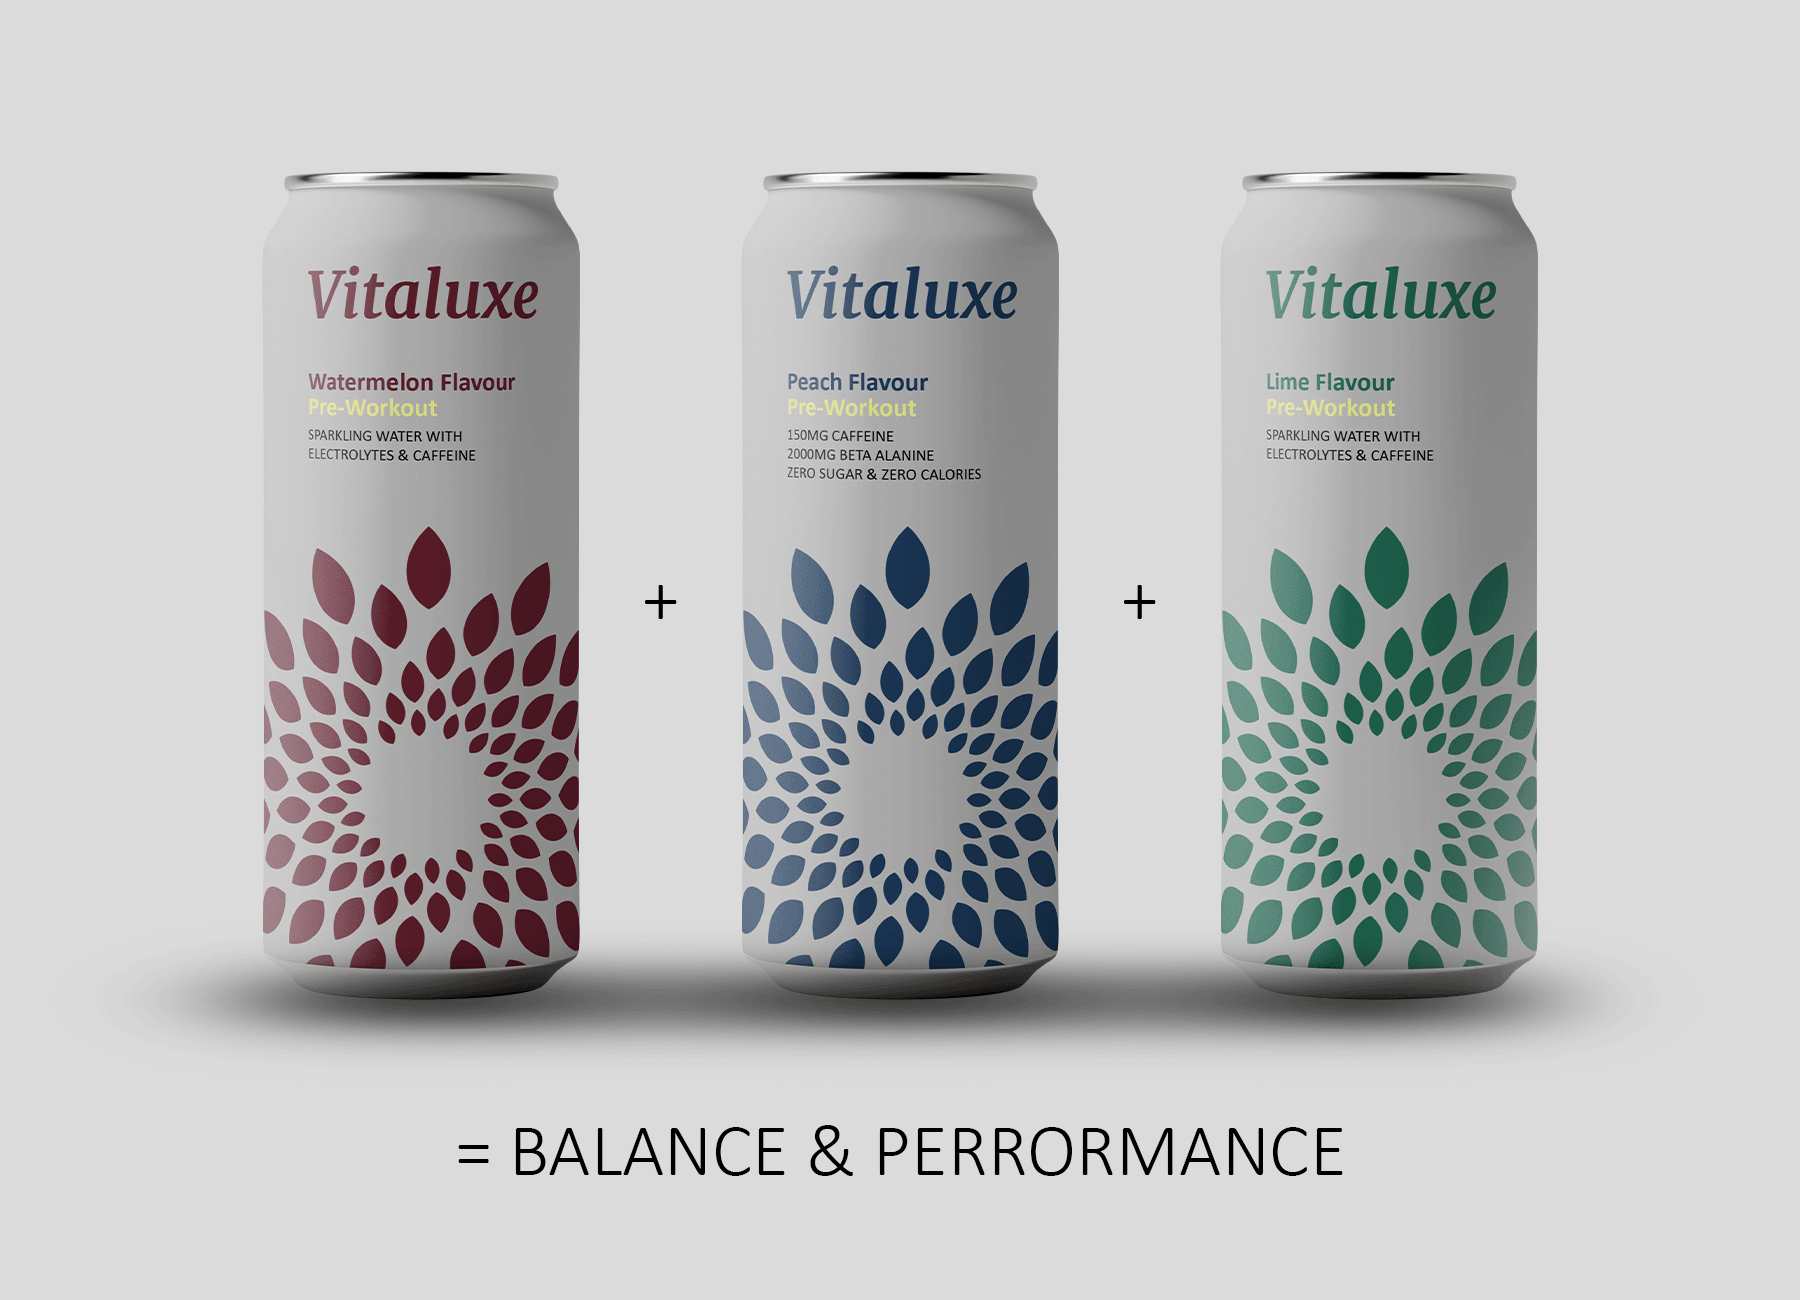 Vitaluxe
Watermelon Flavour
Pre-Workout
SPARKLING WATER WITH
ELECTROLYTES & CAFFEINE
+
Vitaluxe
Peach Flavour
Pre-Workout
150MG CAFFEINE
2000MG BETA ALANINE
ZERO SUGAR & ZERO CALORIES
+
Vitaluxe
Lime Flavour
Pre-Workout
SPARKLING WATER WITH
ELECTROLYTES & CAFFEINE
= BALANCE & PERRORMANCE